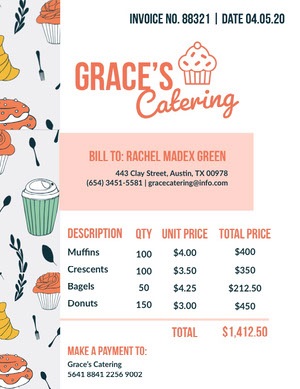 INVOICE NO. 88321 | DATE 04.05.20
GRACE'S
Catering
BILL TO: RACHEL MADEX GREEN
443 Clay Street, Austin, TX 00978
(654) 3451-5581 | gracecatering@info.com
DESCRIPTION QTY UNIT PRICE TOTAL PRICE
Muffins 100 $4.00 $400
Crescents 100 $3.50 $350
Bagels 50 $4.25 $212.50
Donuts 150 $3.00 $450
TOTAL $1,412.50
MAKE A PAYMENT TO:
Grace's Catering
5641 8841 2256 9002